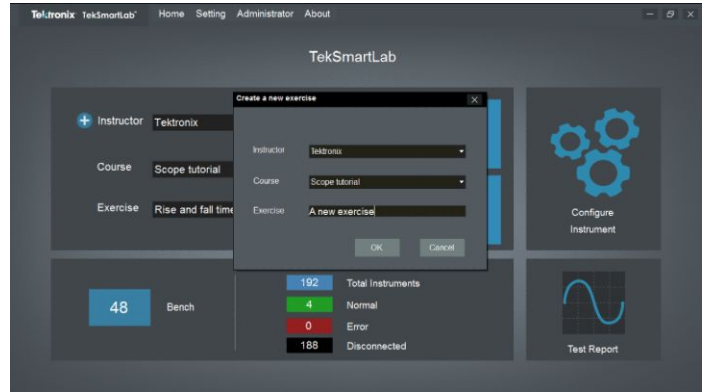 Tektronix TekSmartLab™ Home Setting Administrator About
TekSmartLab
Create a new exercise
Instructor Tektronix
Course Scope tutorial
Exercise A new exercise
OK Cancel
Instructor Tektronix
Course Scope tutorial
Exercise Rise and fall time
Configure
Instrument
48 Bench
192 Total Instruments
4 Normal
0 Error
188 Disconnected
Test Report